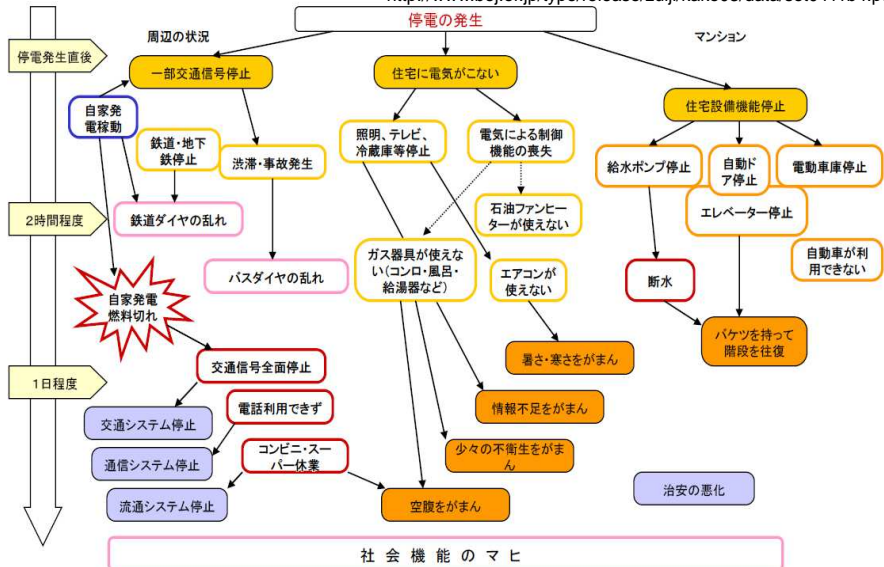 停電の発生
周辺の状況
マンション
停電発生直後
一部交通信号停止
住宅に電気がこない
住宅設備機能停止
自家発
電稼動
鉄道・地下
鉄停止
渋滞・事故発生
照明、テレビ、
冷蔵庫等停止
電気による制御
機能の喪失
給水ポンプ停止
自動ド
ア停止
電動車庫停止
2時間程度
鉄道ダイヤの乱れ
石油ファンヒー
ターが使えない
エレベーター停止
バスダイヤの乱れ
ガス器具が使えな
い(コンロ・風呂・
給湯器など)
エアコンが
使えない
断水
自動車が利
用できない
自家発電
燃料切れ
バケツを持って
階段を往復
交通信号全面停止
暑さ・寒さをがまん
1日程度
電話利用できず
情報不足をがまん
交通システム停止
コンビニ・スー
パー休業
少々の不衛生をがま
ん
通信システム停止
流通システム停止
空腹をがまん
治安の悪化
社会機能のマヒ